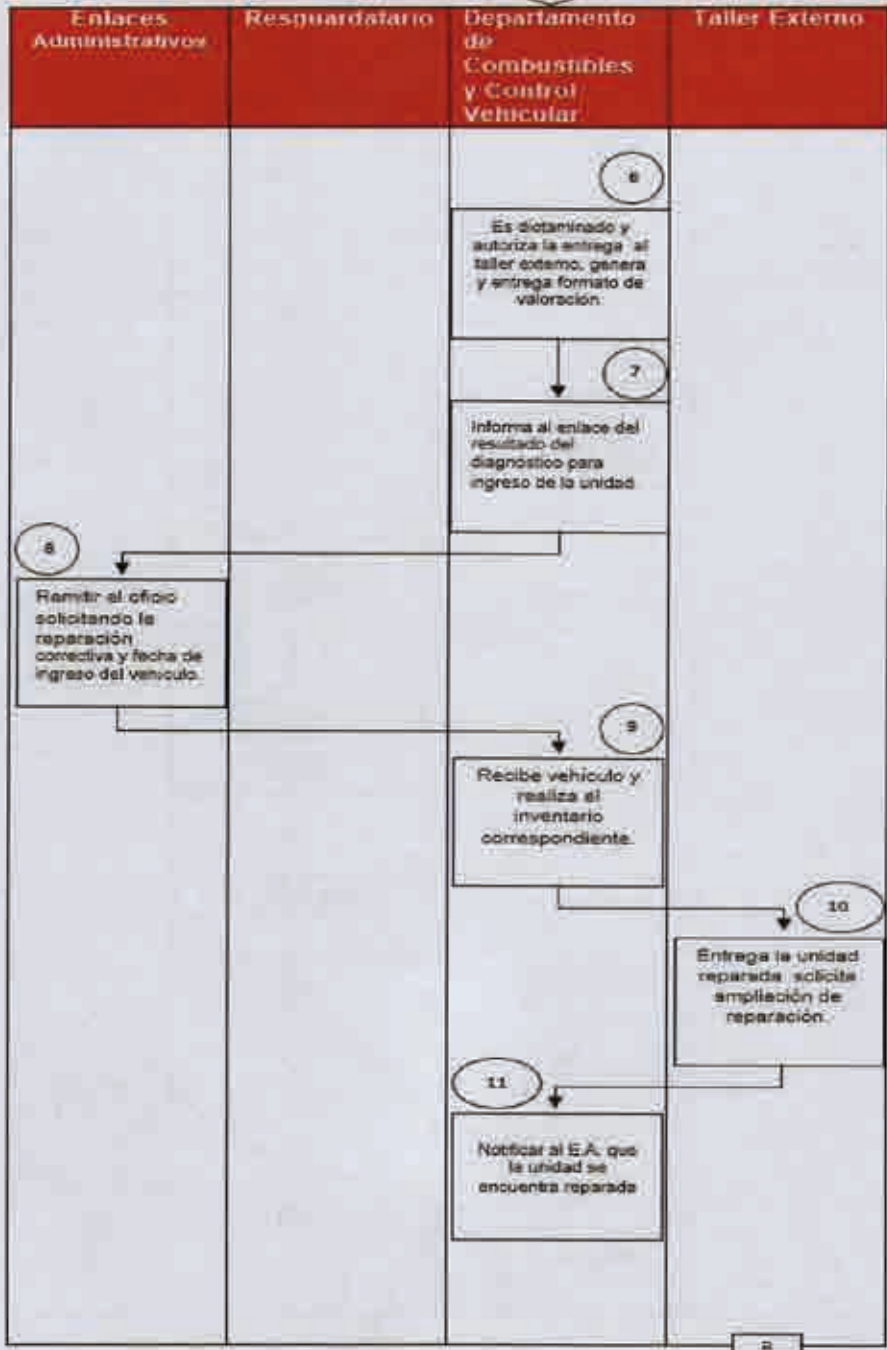 Enlaces
Administrativos
Resguardatario
Departamento
de
Combustibles
y Control
Vehicular
Taller Externo
6
Es dictaminado y
autoriza la entrega al
taller externo, genera
y entrega formato de
valoración
7
Informa al enlace del
resultado del
diagnóstico para
ingreso de la unidad.
8
Remitir el oficio
solicitando la
reparación
correctiva y fecha de
ingreso del vehículo.
9
Recibe vehículo y
realiza el
inventario
correspondiente.
10
Entrega la unidad
reparada solicita
ampliación de
reparación.
11
Notificar al E.A. que
la unidad se
encuentra reparada